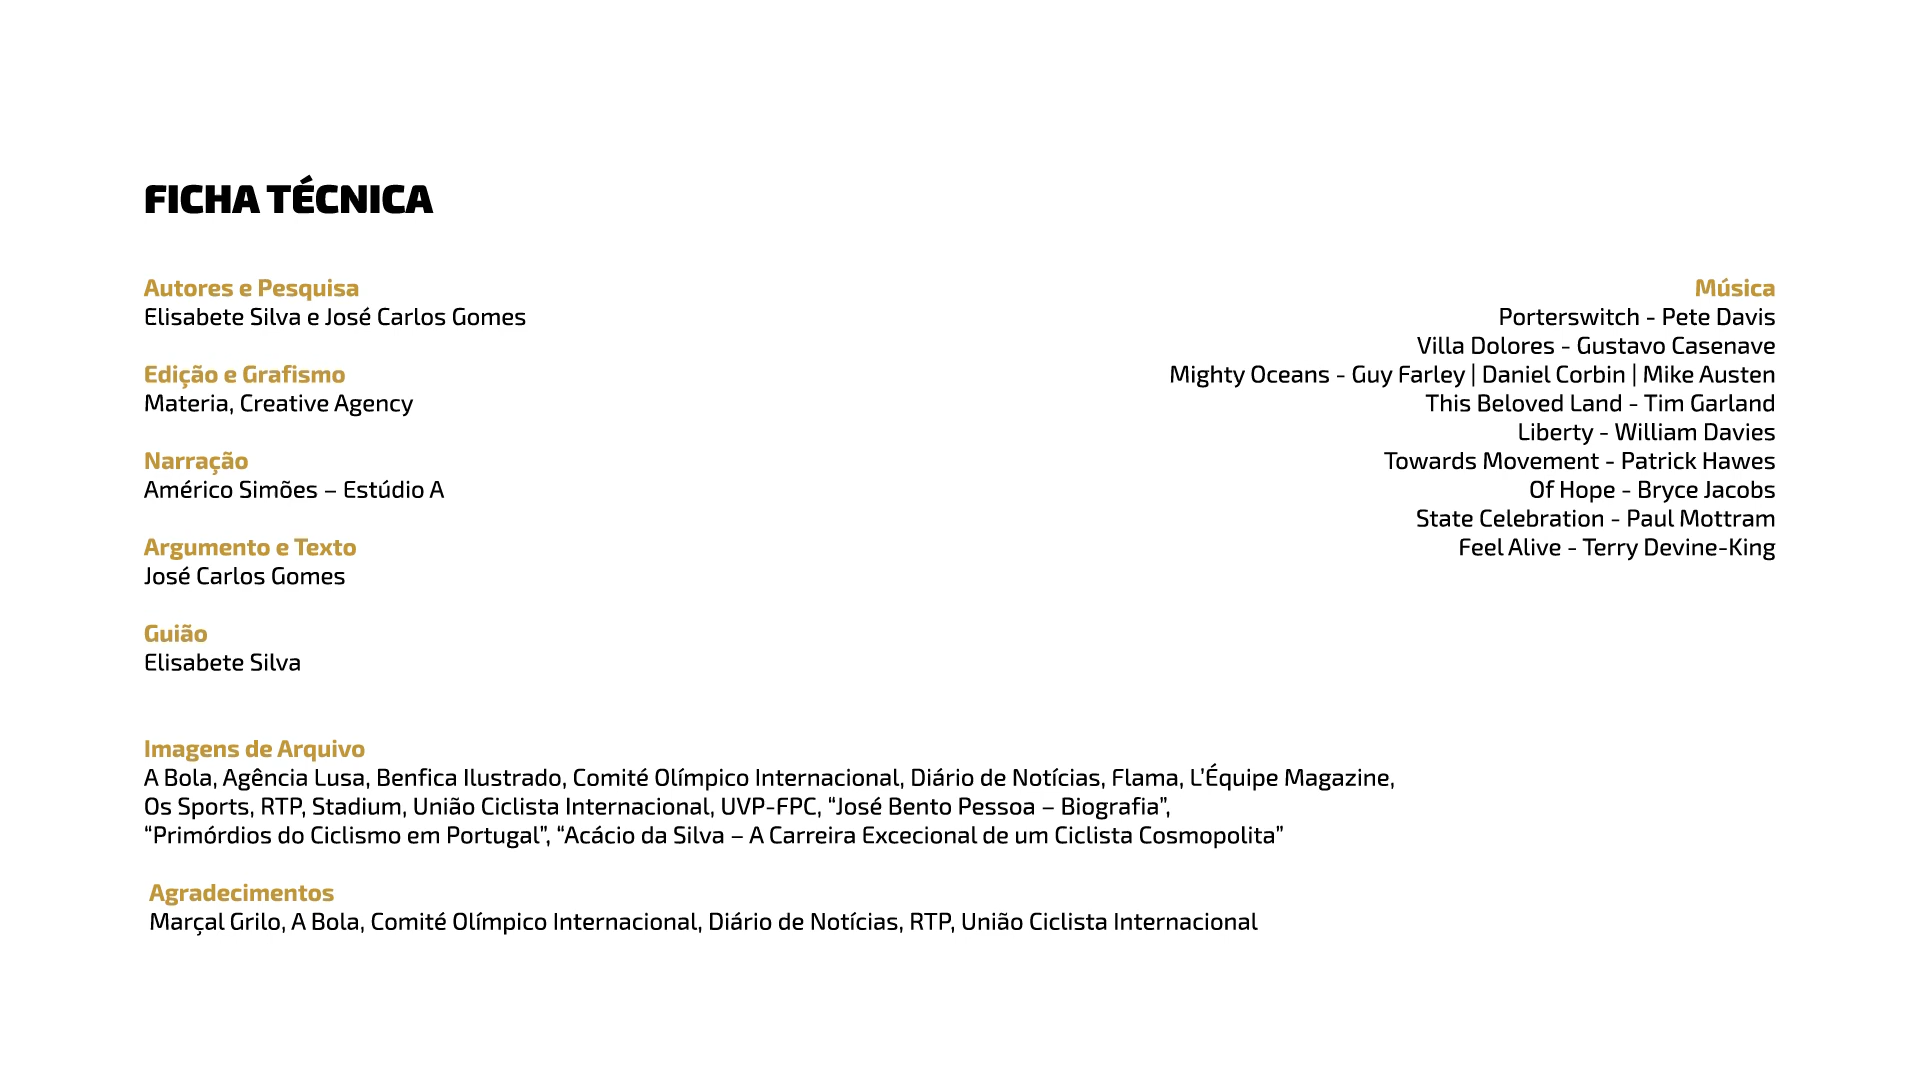 FICHA TÉCNICA
Autores e Pesquisa
Elisabete Silva e José Carlos Gomes
Edição e Grafismo
Materia, Creative Agency
Narração
Américo Simões – Estúdio A
Argumento e Texto
José Carlos Gomes
Guião
Elisabete Silva
Música
Porterswitch - Pete Davis
Villa Dolores - Gustavo Casenave
Mighty Oceans - Guy Farley | Daniel Corbin | Mike Austen
This Beloved Land - Tim Garland
Liberty - William Davies
Towards Movement - Patrick Hawes
Of Hope - Bryce Jacobs
State Celebration - Paul Mottram
Feel Alive - Terry Devine-King
Imagens de Arquivo
A Bola, Agência Lusa, Benfica Ilustrado, Comité Olímpico Internacional, Diário de Notícias, Flama, L’Équipe Magazine,
Os Sports, RTP, Stadium, União Ciclista Internacional, UVP-FPC, “José Bento Pessoa – Biografia”,
“Primórdios do Ciclismo em Portugal”, “Acácio da Silva – A Carreira Excecional de um Ciclista Cosmopolita”
Agradecimentos
Marçal Grilo, A Bola, Comité Olímpico Internacional, Diário de Notícias, RTP, União Ciclista Internacional